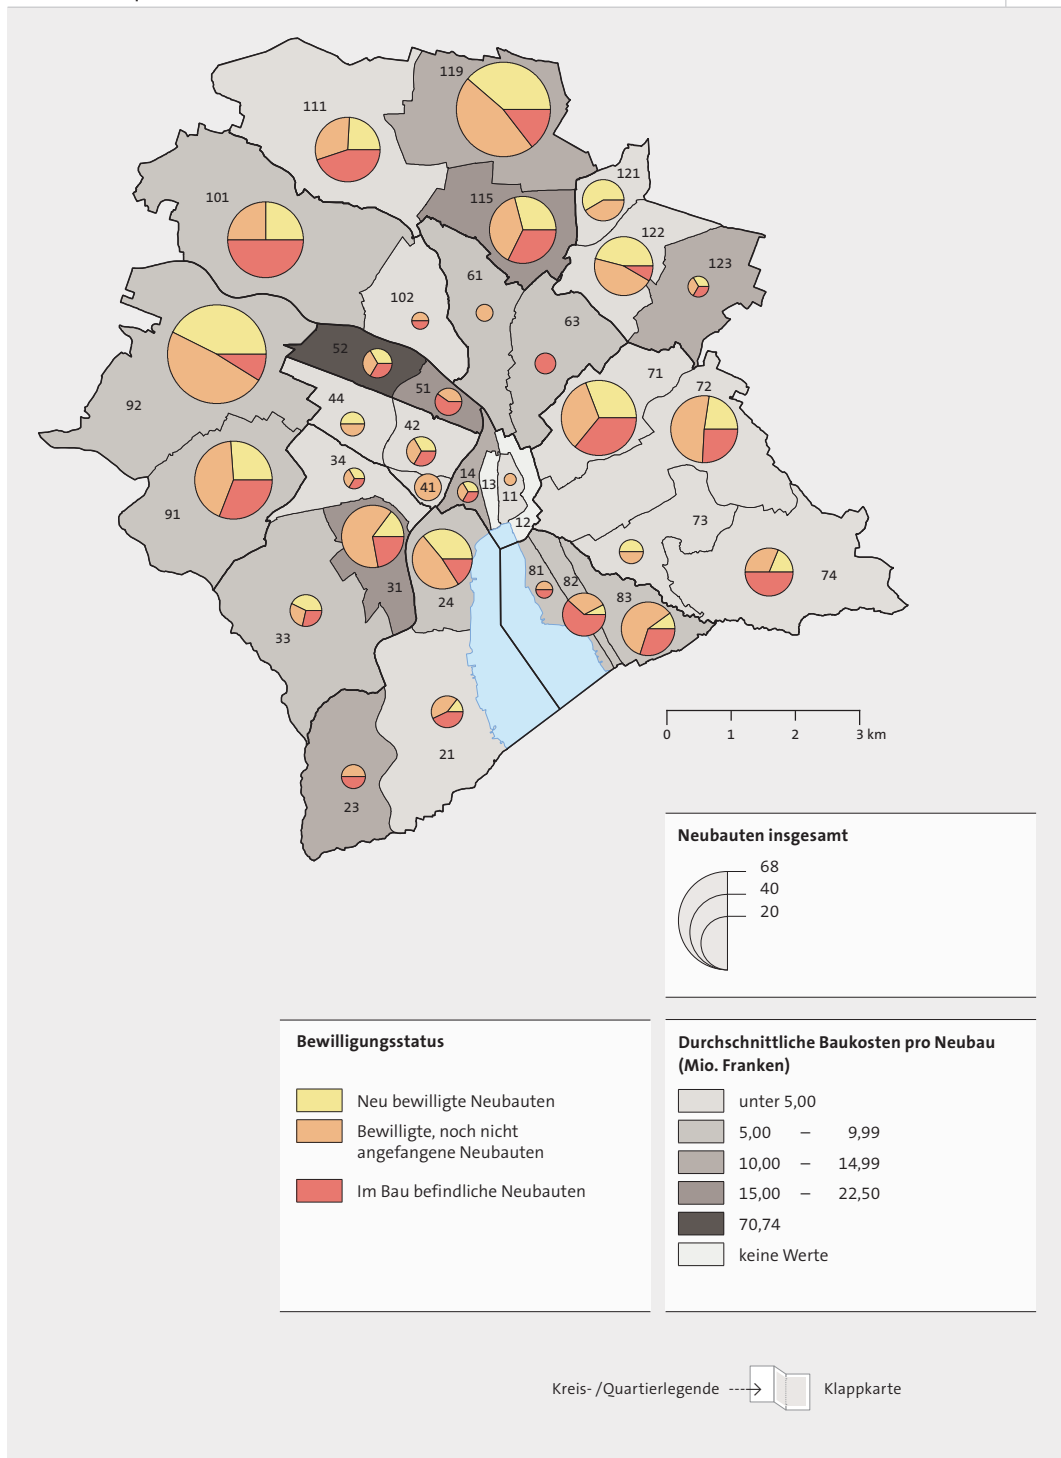 119
111
121
101
115
122
123
61
102
63
52
71
51
72
44
92
42
34
14
13
41
11
91
12
73
81
82
74
31
83
24
33
21
23
0 1 2 3 km
Neubauten insgesamt
68
40
20
Bewilligungsstatus
Neu bewilligte Neubauten
Bewilligte, noch nicht
angefangene Neubauten
Im Bau befindliche Neubauten
Durchschnittliche Baukosten pro Neubau
(Mio. Franken)
unter 5,00
5,00 – 9,99
10,00 – 14,99
15,00 – 22,50
70,74
keine Werte
Kreis- /Quartierlegende
Klappkarte